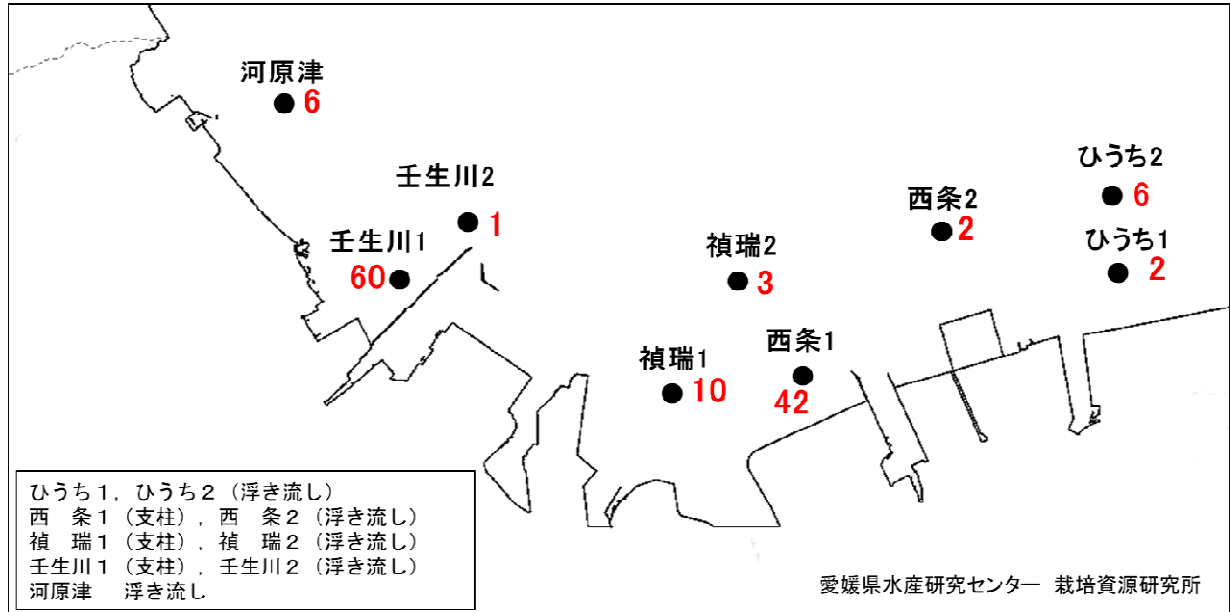 河原津
6
壬生川2
1
壬生川1
60
禎瑞2
3
禎瑞1
10
西条1
42
西条2
2
ひうち2
6
ひうち1
2
ひうち１，ひうち２（浮き流し）
西　条１（支柱），西　条２（浮き流し）
禎　瑞１（支柱），禎　瑞２（浮き流し）
壬生川１（支柱），壬生川２（浮き流し）
河原津　浮き流し
愛媛県水産研究センター 栽培資源研究所